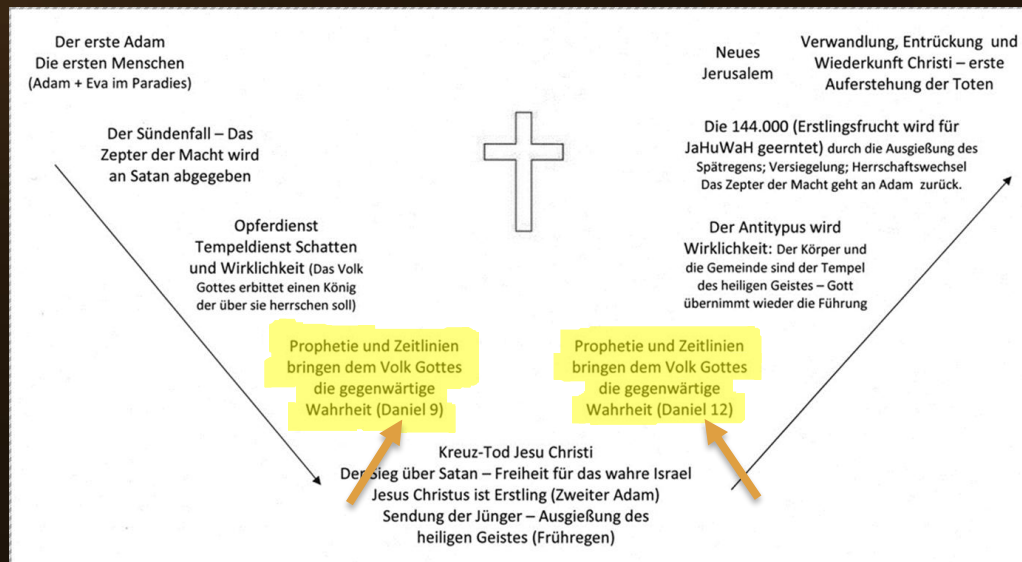 Der erste Adam
Die ersten Menschen
(Adam + Eva im Paradies)
Der Sündenfall – Das
Zepter der Macht wird
an Satan abgegeben
Opferdienst
Tempeldienst Schatten
und Wirklichkeit (Das Volk
Gottes erbittet einen König
der über sie herrschen soll)
Prophetie und Zeitlinien
bringen dem Volk Gottes
die gegenwärtige
Wahrheit (Daniel 9)
Kreuz-Tod Jesu Christi
Der Sieg über Satan – Freiheit für das wahre Israel
Jesus Christus ist Erstling (Zweiter Adam)
Sendung der Jünger – Ausgießung des
heiligen Geistes (Frühregen)
Prophetie und Zeitlinien
bringen dem Volk Gottes
die gegenwärtige
Wahrheit (Daniel 12)
Der Antitypus wird
Wirklichkeit: Der Körper und
die Gemeinde sind der Tempel
des heiligen Geistes – Gott
übernimmt wieder die Führung
Die 144.000 (Erstlingsfrucht wird für
JaHuWaH geerntet) durch die Ausgießung des
Spätregens; Versiegelung; Herrschaftswechsel
Das Zepter der Macht geht an Adam zurück.
Neues
Jerusalem
Verwandlung, Entrückung und
Wiederkunft Christi – erste
Auferstehung der Toten